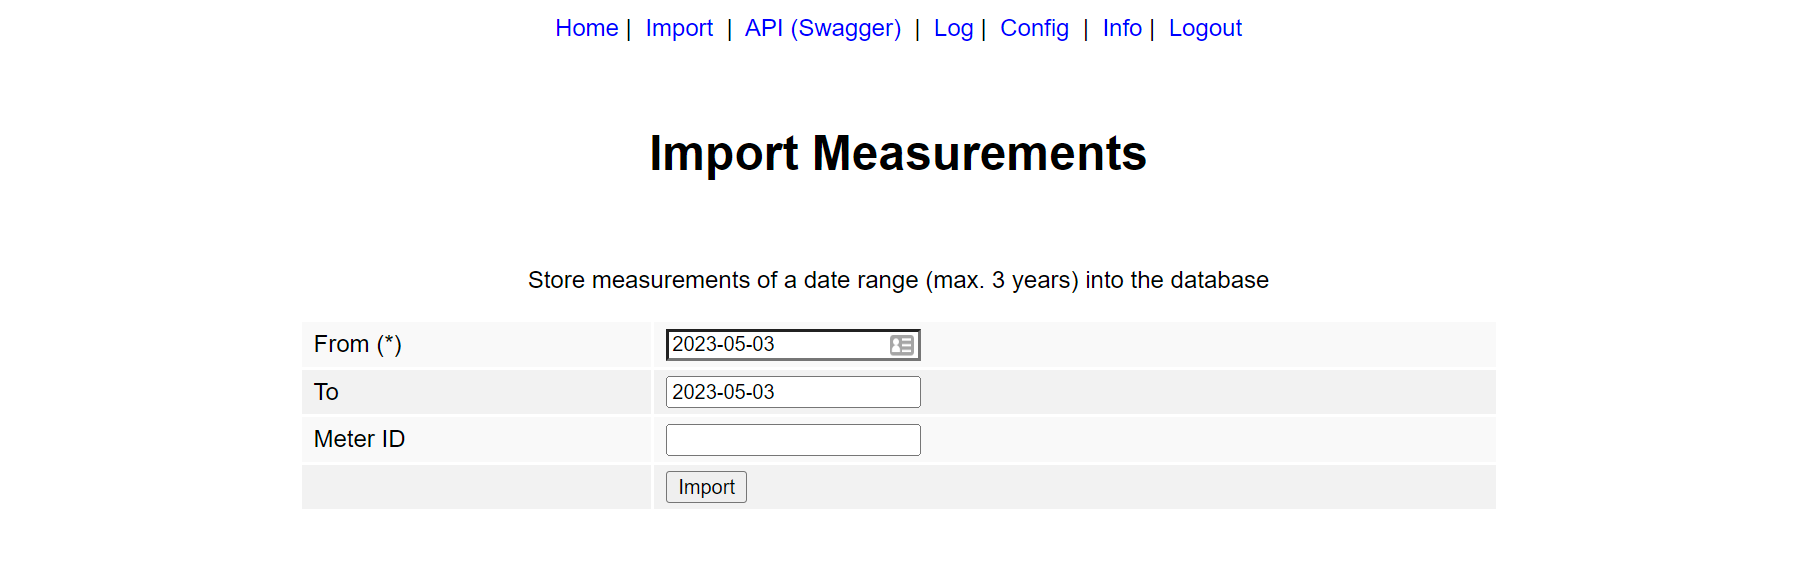 Home | Import | API (Swagger) | Log | Config | Info | Logout
Import Measurements
Store measurements of a date range (max. 3 years) into the database
From (*) 2023-05-03
To 2023-05-03
Meter ID
Import